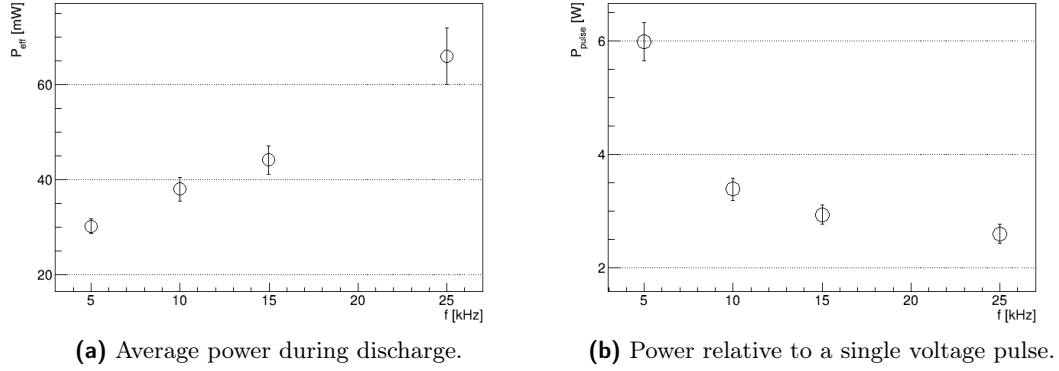 P_eff [mW]
60
40
20
5 10 15 20 25
f [kHz]
(a) Average power during discharge.
P_pulse [W]
6
4
2
5 10 15 20 25
f [kHz]
(b) Power relative to a single voltage pulse.